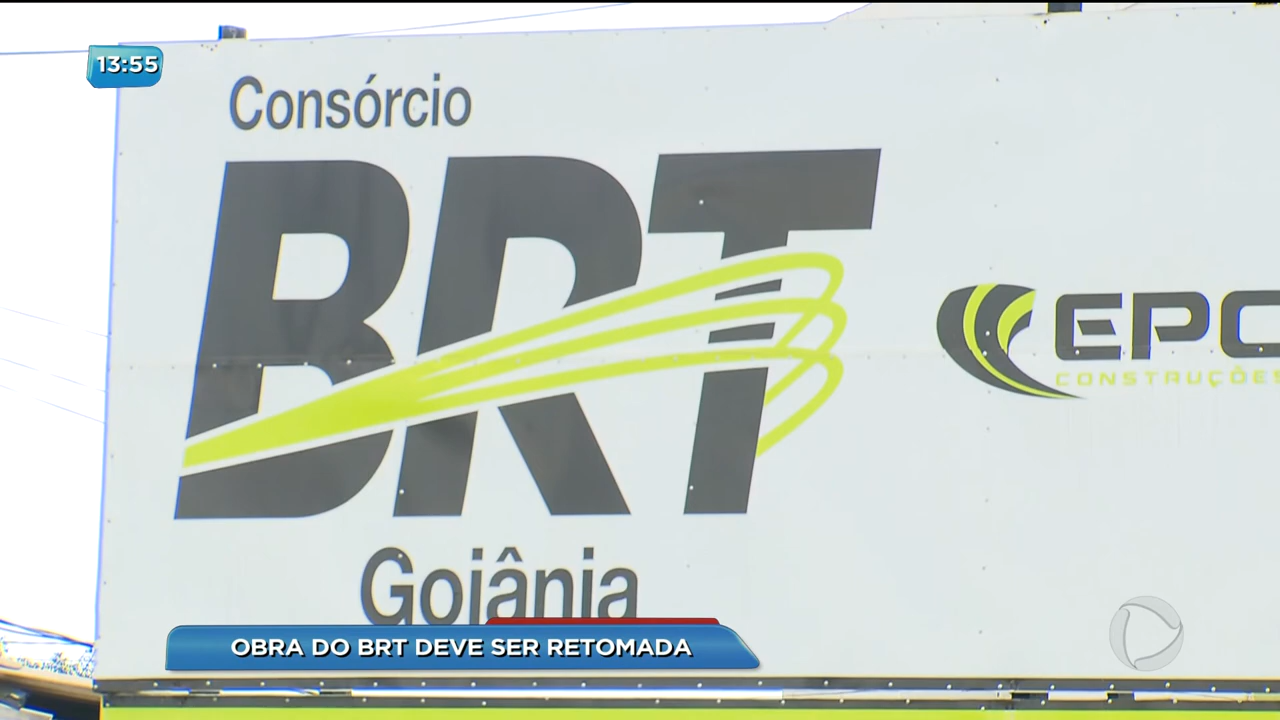 13:55
Consórcio
BRT
Goiânia
EPC
CONSTRUÇÕES
OBRA DO BRT DEVE SER RETOMADA